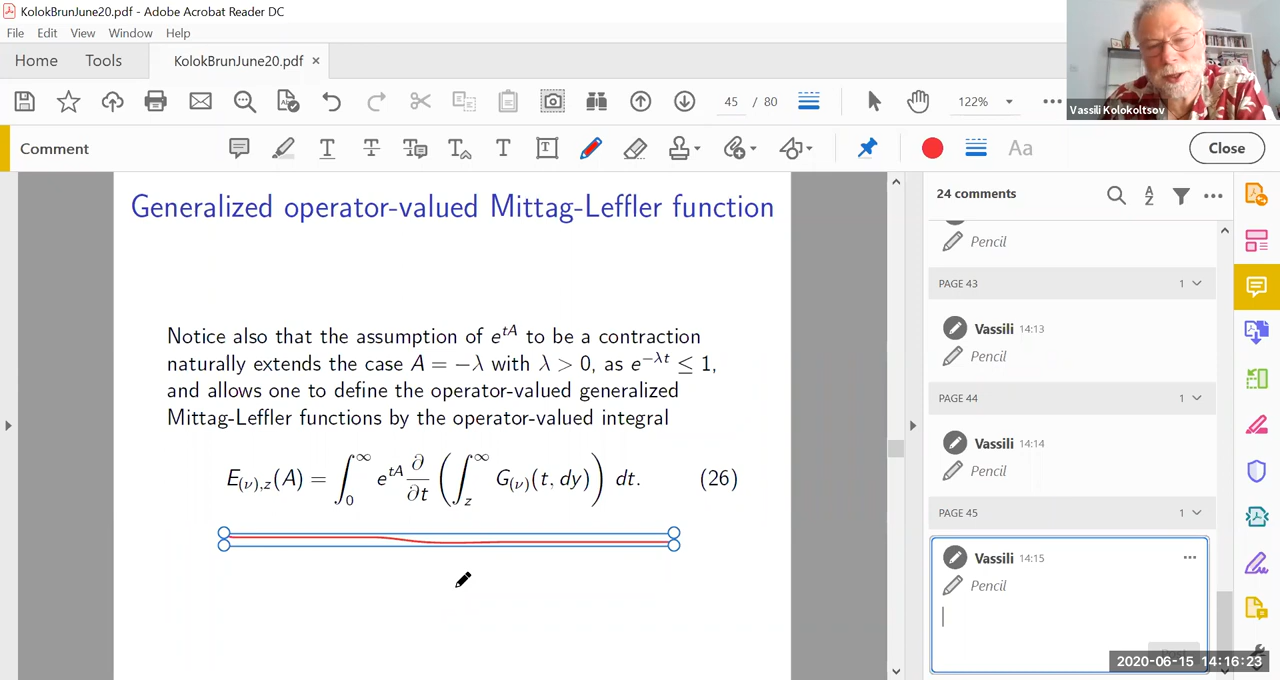 KolokBrunJune20.pdf - Adobe Acrobat Reader DC
File Edit View Window Help
Home Tools KolokBrunJune20.pdf ×
45 / 80 122%
Vassili Kolokoltsov
Comment Aa Close
Generalized operator-valued Mittag-Leffler function
Notice also that the assumption of e^{tA} to be a contraction
naturally extends the case A = −λ with λ > 0, as e^{−λt} ≤ 1,
and allows one to define the operator-valued generalized
Mittag-Leffler functions by the operator-valued integral
E_{(ν),z}(A) = ∫_0^∞ e^{tA} ∂/∂t (∫_z^∞ G_{(ν)}(t, dy)) dt. (26)
24 comments
Pencil
PAGE 43 1
Vassili 14:13
Pencil
PAGE 44 1
Vassili 14:14
Pencil
PAGE 45 1
Vassili 14:15
Pencil
2020-06-15 14:16:23